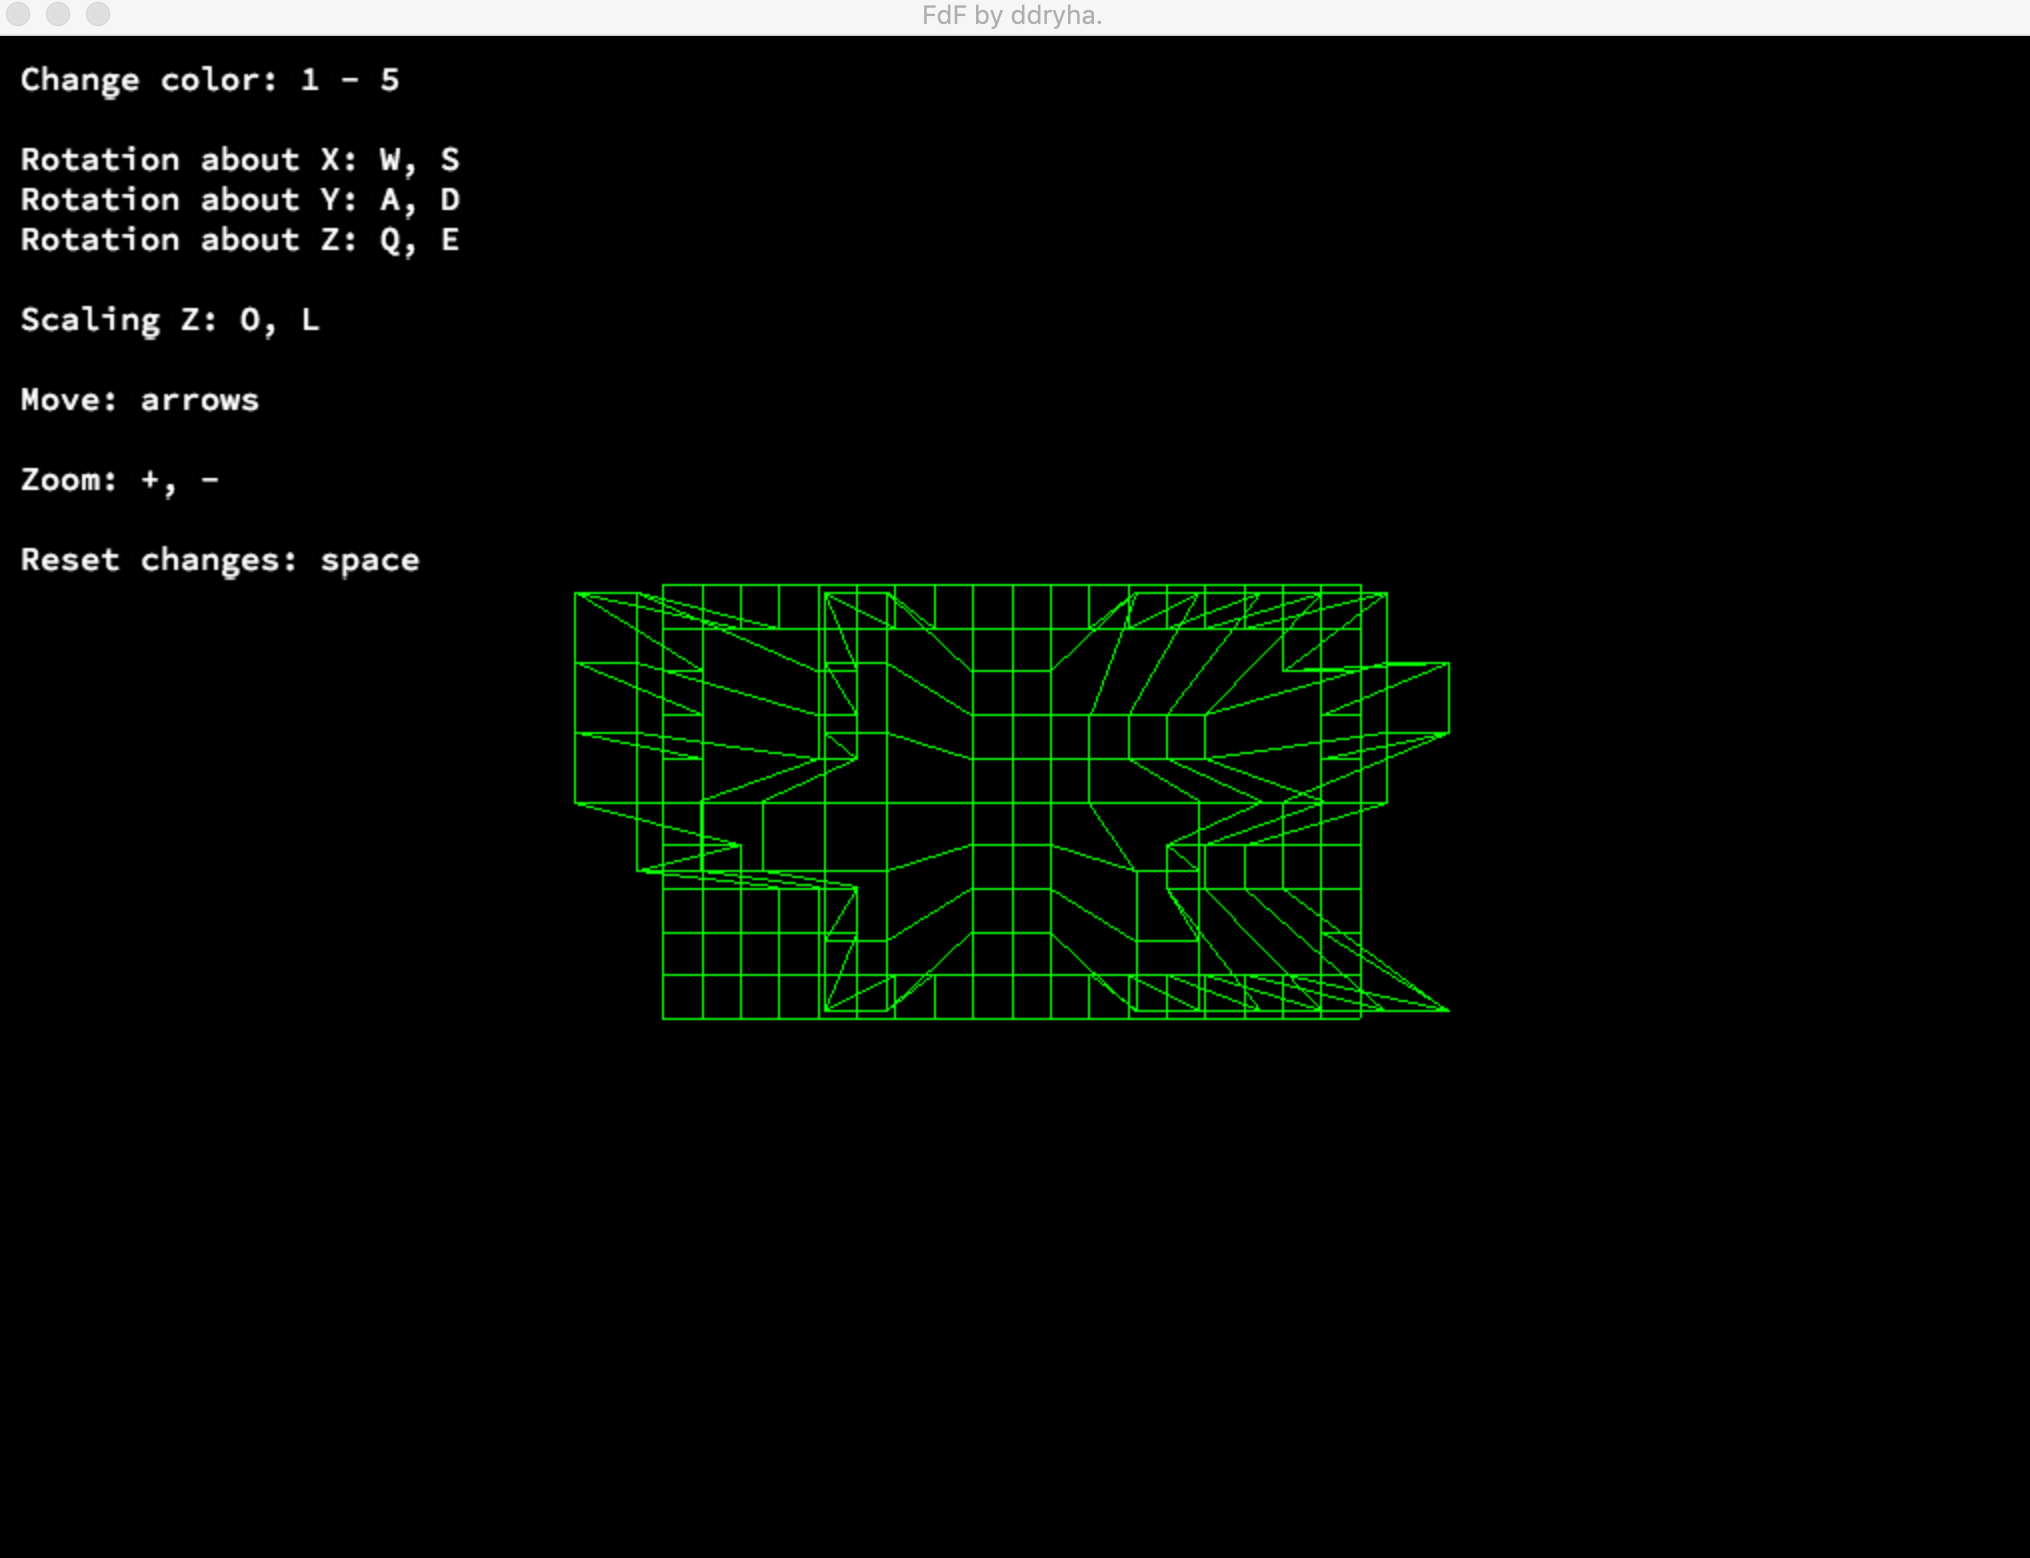 FdF by ddryha.
Change color: 1 - 5
Rotation about X: W, S
Rotation about Y: A, D
Rotation about Z: Q, E
Scaling Z: O, L
Move: arrows
Zoom: +, -
Reset changes: space